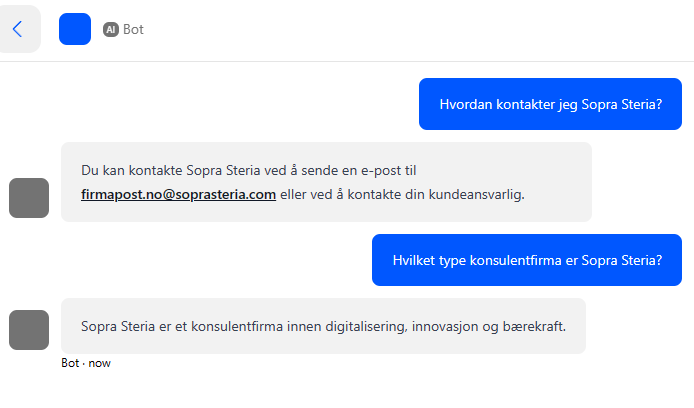 AI Bot
Hvordan kontakter jeg Sopra Steria?
Du kan kontakte Sopra Steria ved å sende en e-post til
firmapost.no@soprasteria.com eller ved å kontakte din kundeansvarlig.
Hvilket type konsulentfirma er Sopra Steria?
Sopra Steria er et konsulentfirma innen digitalisering, innovasjon og bærekraft.
Bot · now